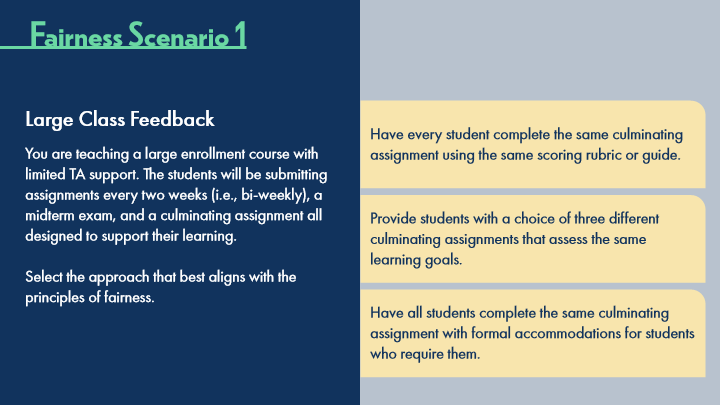 Fairness Scenario 1
Large Class Feedback
You are teaching a large enrollment course with
limited TA support. The students will be submitting
assignments every two weeks (i.e., bi-weekly), a
midterm exam, and a culminating assignment all
designed to support their learning.
Select the approach that best aligns with the
principles of fairness.
Have every student complete the same culminating
assignment using the same scoring rubric or guide.
Provide students with a choice of three different
culminating assignments that assess the same
learning goals.
Have all students complete the same culminating
assignment with formal accommodations for students
who require them.